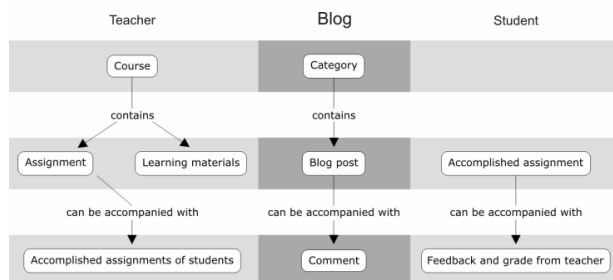 Teacher
Blog
Student
Course
Category
contains
contains
Assignment
Learning materials
Blog post
Accomplished assignment
can be accompanied with
can be accompanied with
can be accompanied with
Accomplished assignments of students
Comment
Feedback and grade from teacher